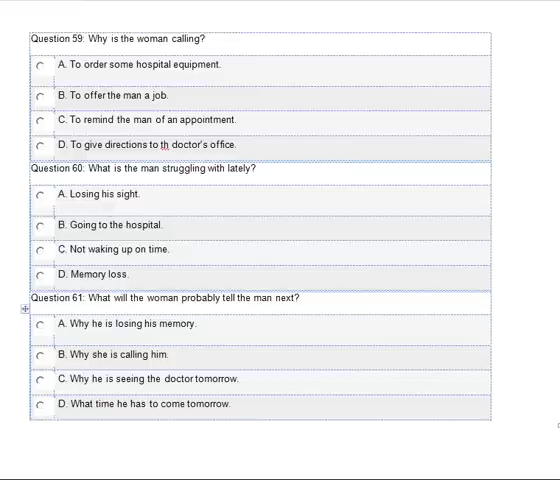 Question 59: Why is the woman calling?
A. To order some hospital equipment.
B. To offer the man a job.
C. To remind the man of an appointment.
D. To give directions to th doctor's office.
Question 60: What is the man struggling with lately?
A. Losing his sight.
B. Going to the hospital.
C. Not waking up on time.
D. Memory loss.
Question 61: What will the woman probably tell the man next?
A. Why he is losing his memory.
B. Why she is calling him.
C. Why he is seeing the doctor tomorrow.
D. What time he has to come tomorrow.